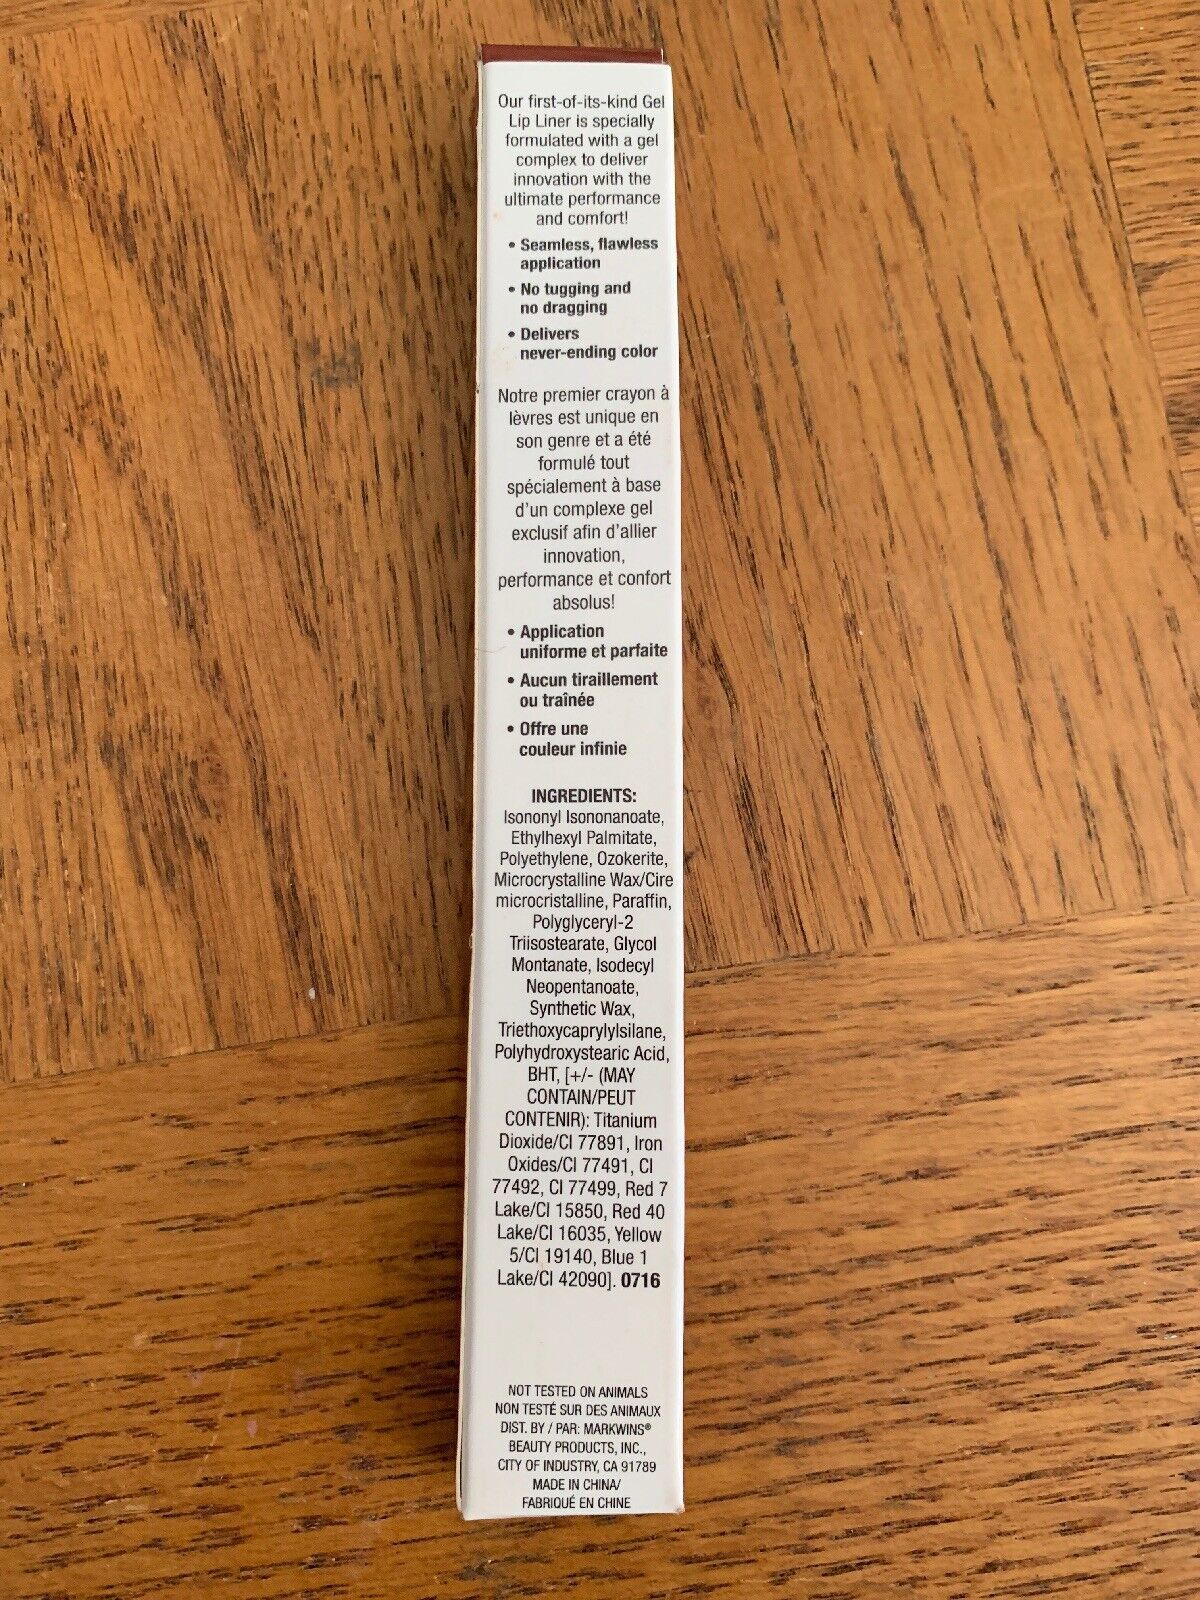 Our first-of-its-kind Gel
Lip Liner is specially
formulated with a gel
complex to deliver
innovation with the
ultimate performance
and comfort!
• Seamless, flawless
application
• No tugging and
no dragging
• Delivers
never-ending color
Notre premier crayon à
lèvres est unique en
son genre et a été
formulé tout
spécialement à base
d'un complexe gel
exclusif afin d'allier
innovation,
performance et confort
absolus!
• Application
uniforme et parfaite
• Aucun tiraillement
ou traînée
• Offre une
couleur infinie
INGREDIENTS:
Isononyl Isononanoate,
Ethylhexyl Palmitate,
Polyethylene, Ozokerite,
Microcrystalline Wax/Cire
microcristalline, Paraffin,
Polyglyceryl-2
Triisostearate, Glycol
Montanate, Isodecyl
Neopentanoate,
Synthetic Wax,
Triethoxycaprylylsilane,
Polyhydroxystearic Acid,
BHT, [+/- (MAY
CONTAIN/PEUT
CONTENIR): Titanium
Dioxide/CI 77891, Iron
Oxides/CI 77491, CI
77492, CI 77499, Red 7
Lake/CI 15850, Red 40
Lake/CI 16035, Yellow
5/CI 19140, Blue 1
Lake/CI 42090]. 0716
NOT TESTED ON ANIMALS
NON TESTÉ SUR DES ANIMAUX
DIST. BY / PAR: MARKWINS®
BEAUTY PRODUCTS, INC.,
CITY OF INDUSTRY, CA 91789
MADE IN CHINA/
FABRIQUÉ EN CHINE